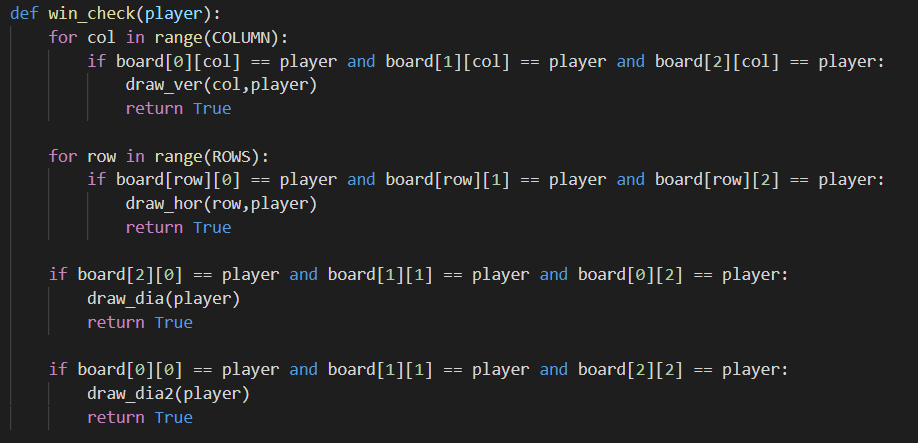 def win_check(player):
    for col in range(COLUMN):
        if board[0][col] == player and board[1][col] == player and board[2][col] == player:
            draw_ver(col,player)
            return True

    for row in range(ROWS):
        if board[row][0] == player and board[row][1] == player and board[row][2] == player:
            draw_hor(row,player)
            return True

    if board[2][0] == player and board[1][1] == player and board[0][2] == player:
        draw_dia(player)
        return True

    if board[0][0] == player and board[1][1] == player and board[2][2] == player:
        draw_dia2(player)
        return True